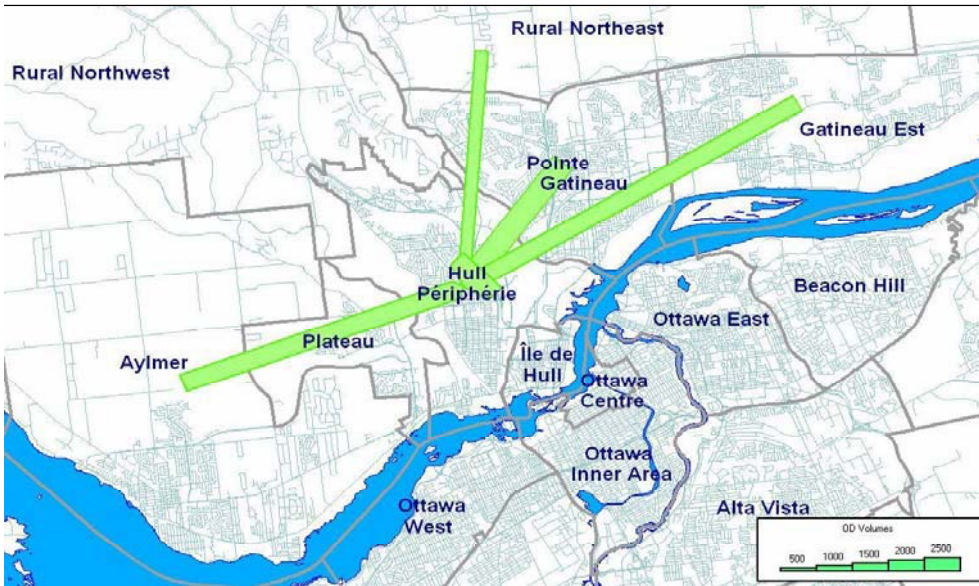 Rural Northeast
Rural Northwest
Gatineau Est
Pointe
Gatineau
Hull
Périphérie
Beacon Hill
Ottawa East
Plateau
Aylmer
Île de
Hull
Ottawa
Centre
Ottawa
Inner Area
Ottawa
West
Alta Vista
OD Volumes
500 1000 1500 2000 2500